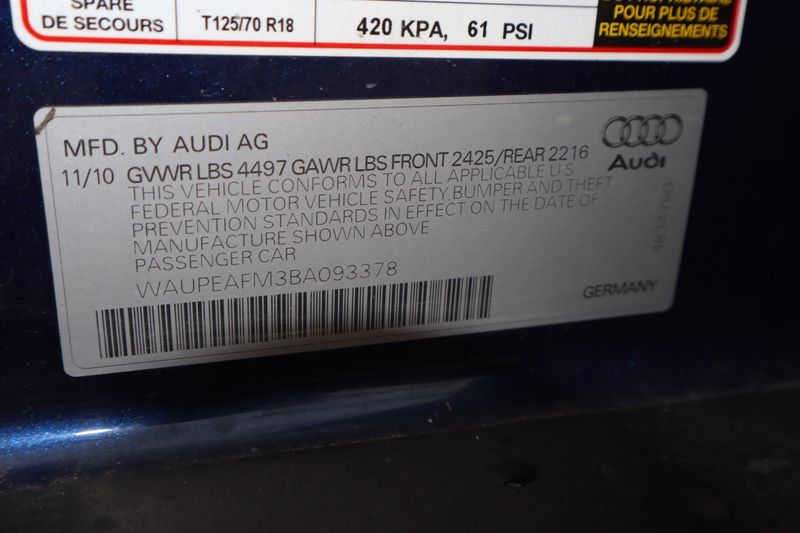 SPARE
DE SECOURS
T125/70 R18
420 KPA, 61 PSI
POUR PLUS DE
RENSEIGNEMENTS
MFD. BY AUDI AG
11/10 GVWR LBS 4497 GAWR LBS FRONT 2425/REAR 2216
THIS VEHICLE CONFORMS TO ALL APPLICABLE U.S
FEDERAL MOTOR VEHICLE SAFETY,BUMPER AND THEFT
PREVENTION STANDARDS IN EFFECT ON THE DATE OF
MANUFACTURE SHOWN ABOVE
PASSENGER CAR
WAUPEAFM3BA093378
Audi
GERMANY